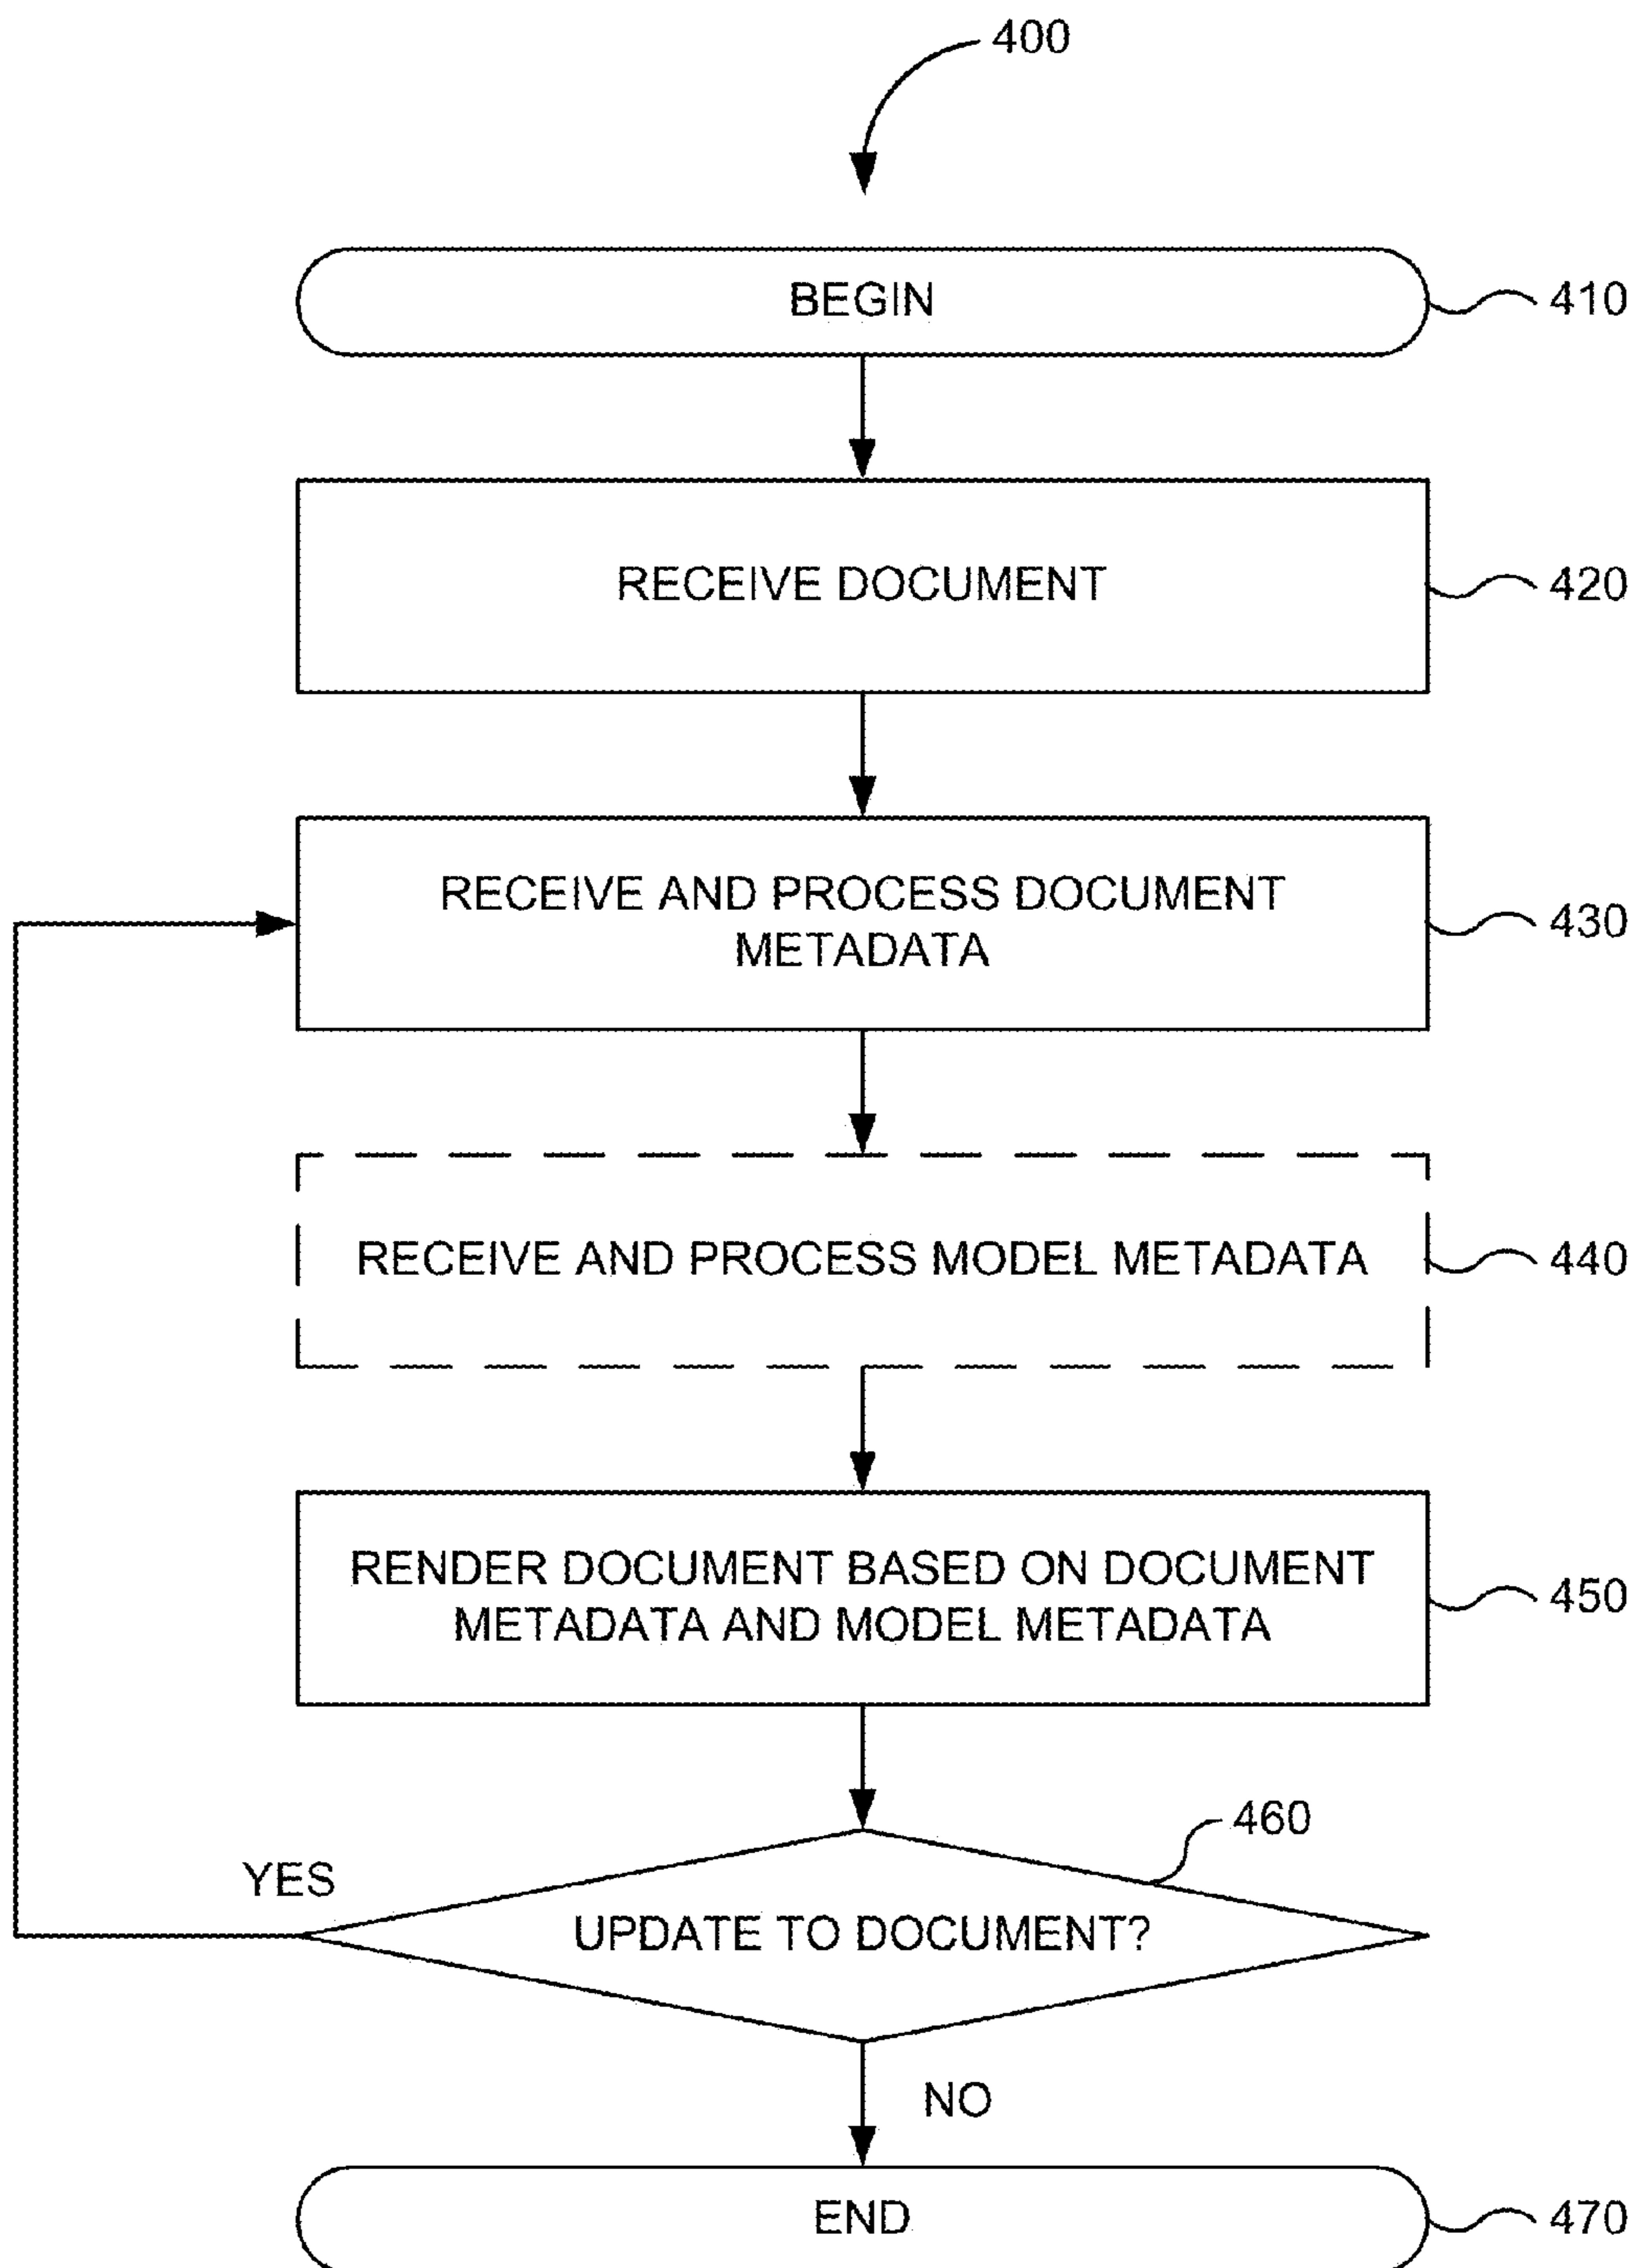 400
BEGIN
410
RECEIVE DOCUMENT
420
RECEIVE AND PROCESS DOCUMENT
METADATA
430
RECEIVE AND PROCESS MODEL METADATA
440
RENDER DOCUMENT BASED ON DOCUMENT
METADATA AND MODEL METADATA
450
460
YES
UPDATE TO DOCUMENT?
NO
END
470